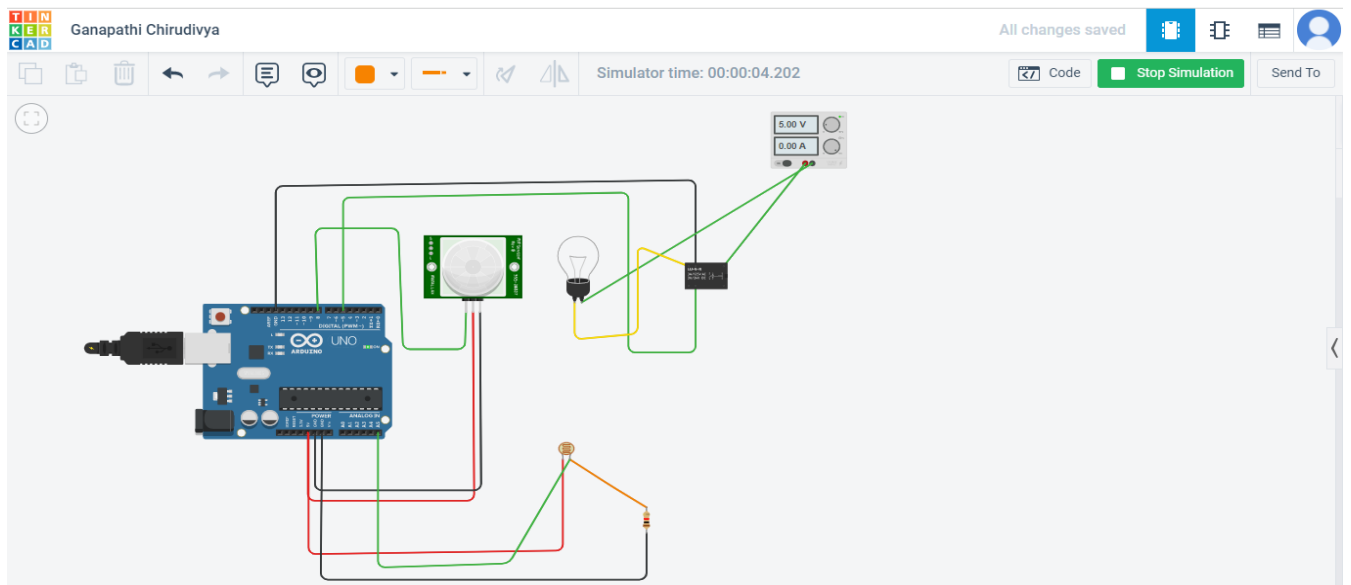 TIN
KER
CAD
Ganapathi Chirudivya
All changes saved
Simulator time: 00:00:04.202
Code
Stop Simulation
Send To
5.00 V
0.00 A
DIGITAL (PWM~)
UNO
ARDUINO
POWER
ANALOG IN